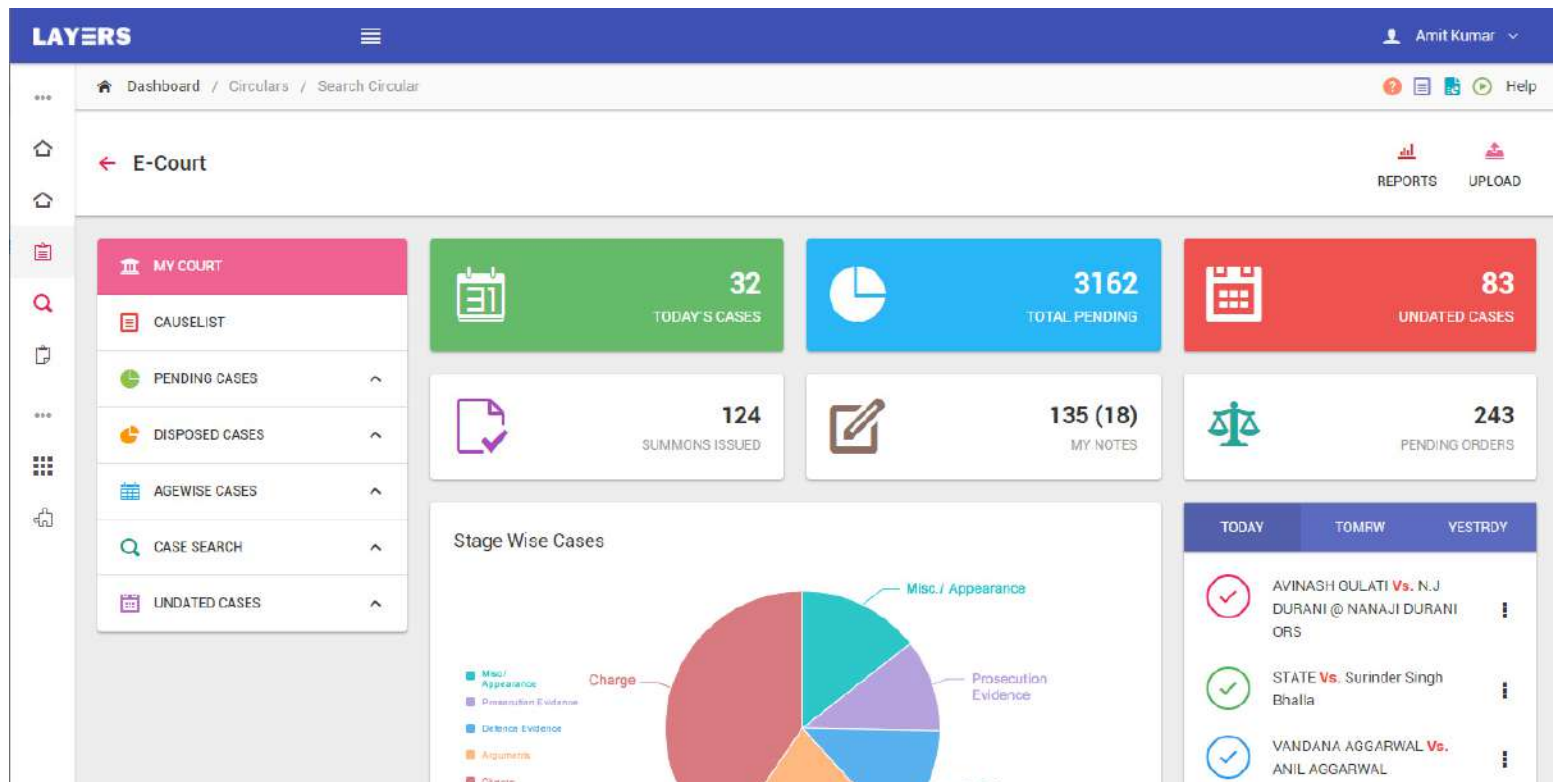 LAYERS
Amit Kumar
Dashboard / Circulars / Search Circular
Help
E-Court
REPORTS
UPLOAD
MY COURT
CAUSELIST
PENDING CASES
DISPOSED CASES
AGEWISE CASES
CASE SEARCH
UNDATED CASES
31
32
TODAY'S CASES
3162
TOTAL PENDING
83
UNDATED CASES
124
SUMMONS ISSUED
135 (18)
MY NOTES
243
PENDING ORDERS
Stage Wise Cases
Misc./ Appearance
Prosecution
Evidence
Charge
Misc/
Appearance
Prosecution Evidence
Defence Evidence
Arguments
Charge
TODAY
TOMRW
YESTRDY
AVINASH GULATI Vs. N.J
DURANI @ NANAJI DURANI
ORS
STATE Vs. Surinder Singh
Bhalla
VANDANA AGGARWAL Vs.
ANIL AGGARWAL